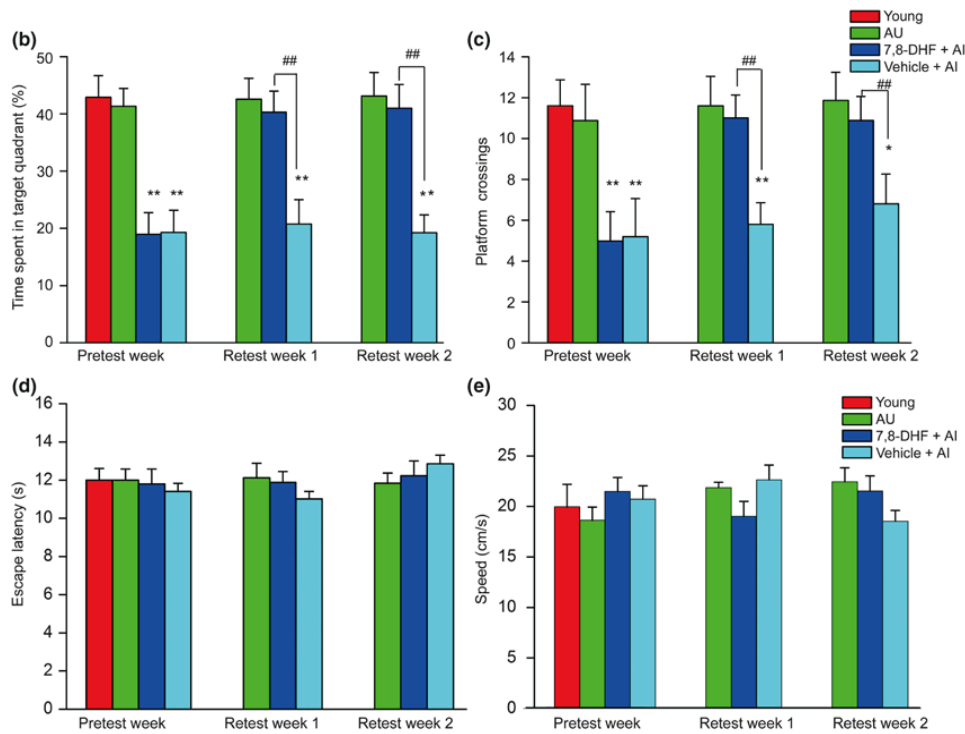 (b)
Time spent in target quadrant (%)
50
40
30
20
10
0
** **
##
**
##
**
Pretest week Retest week 1 Retest week 2
(c)
Young
AU
7,8-DHF + AI
Vehicle + AI
Platform crossings
14
12
10
8
6
4
2
0
** **
##
**
##
*
Pretest week Retest week 1 Retest week 2
(d)
Escape latency (s)
16
14
12
10
8
6
4
2
0
Pretest week Retest week 1 Retest week 2
(e)
Young
AU
7,8-DHF + AI
Vehicle + AI
Speed (cm/s)
30
25
20
15
10
5
0
Pretest week Retest week 1 Retest week 2